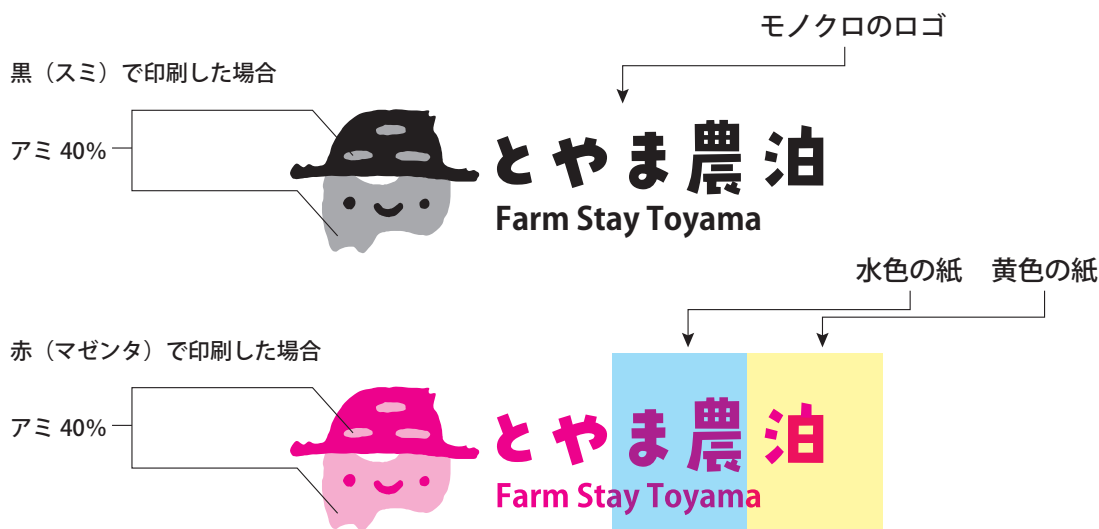 モノクロのロゴ
黒（スミ）で印刷した場合
アミ 40%
とやま農泊
Farm Stay Toyama
水色の紙　黄色の紙
赤（マゼンタ）で印刷した場合
アミ 40%
とやま農泊
Farm Stay Toyama